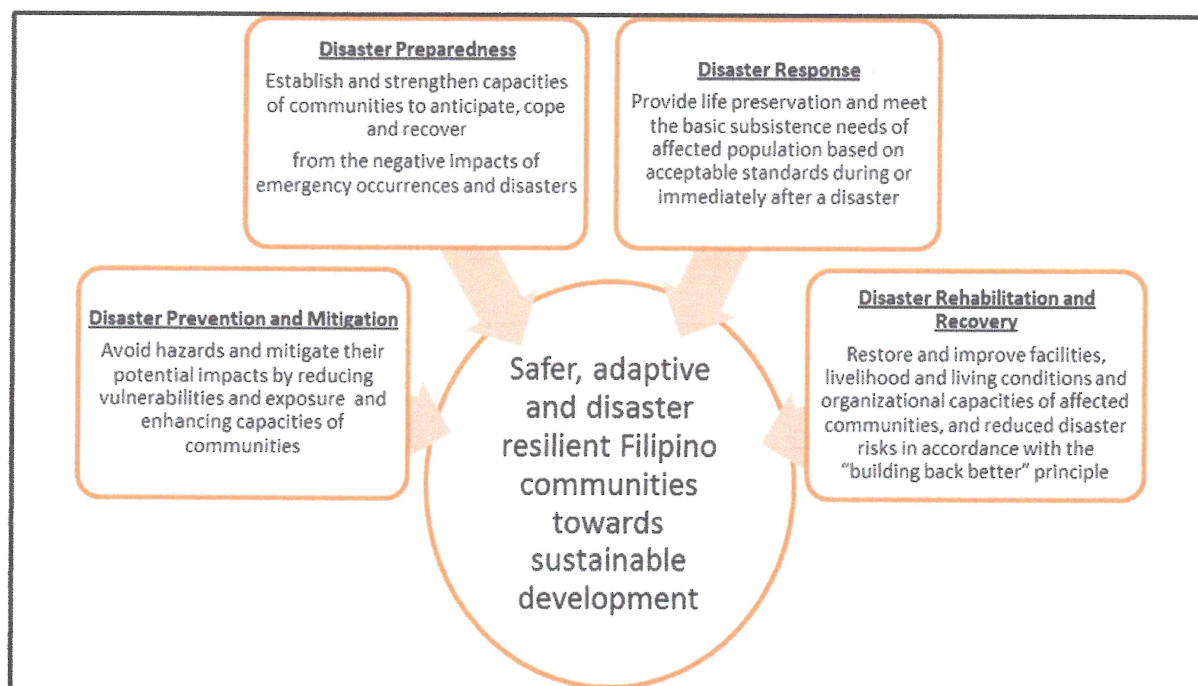 Disaster Preparedness
Establish and strengthen capacities
of communities to anticipate, cope
and recover
from the negative impacts of
emergency occurrences and disasters
Disaster Response
Provide life preservation and meet
the basic subsistence needs of
affected population based on
acceptable standards during or
immediately after a disaster
Disaster Prevention and Mitigation
Avoid hazards and mitigate their
potential impacts by reducing
vulnerabilities and exposure and
enhancing capacities of
communities
Disaster Rehabilitation and
Recovery
Restore and improve facilities,
livelihood and living conditions and
organizational capacities of affected
communities, and reduced disaster
risks in accordance with the
“building back better” principle
Safer, adaptive
and disaster
resilient Filipino
communities
towards
sustainable
development